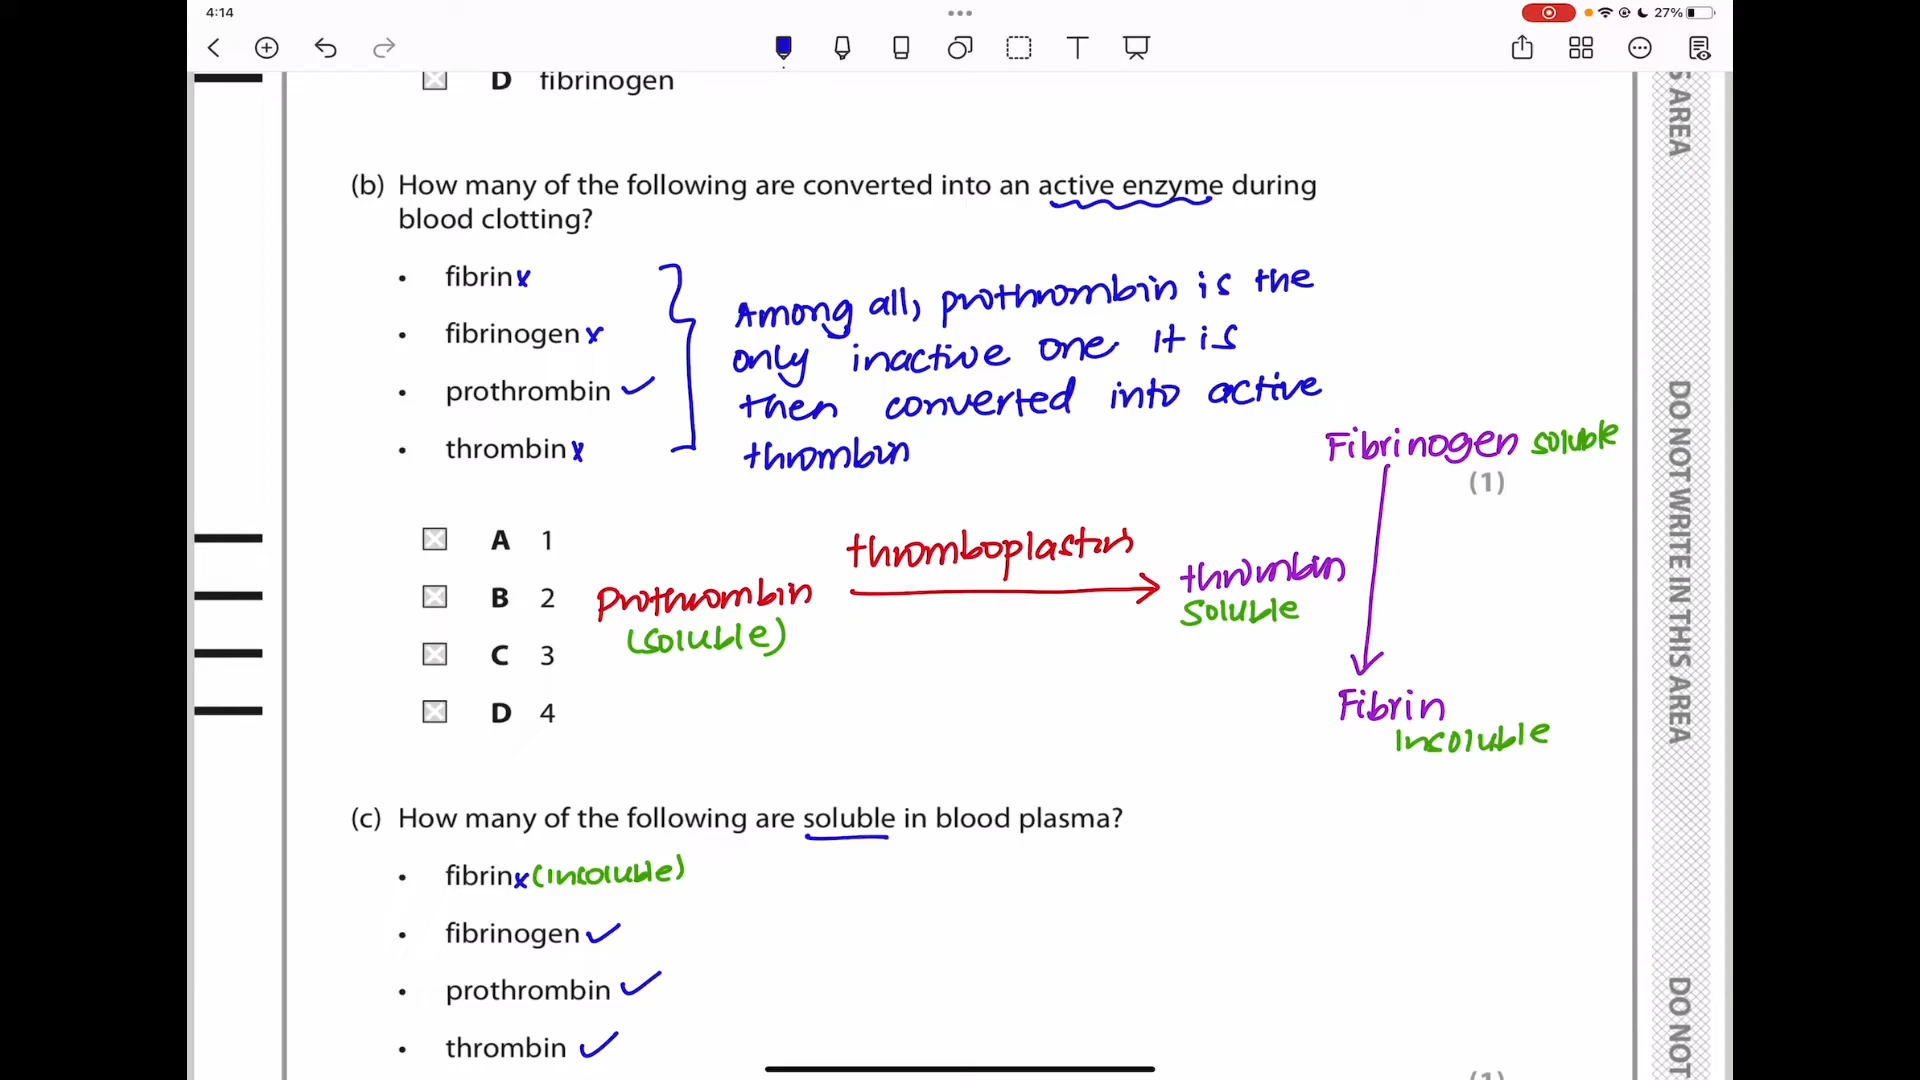 4:14
27%
D fibrinogen
(b) How many of the following are converted into an active enzyme during
blood clotting?
• fibrin x
• fibrinogen x
• prothrombin ✓
• thrombin x
Among all, prothrombin is the
only inactive one It is
then converted into active
thrombin
Fibrinogen soluble
(1)
A 1
B 2
C 3
D 4
thromboplastin
Prothrombin
(soluble)
thrombin
Soluble
Fibrin
Insoluble
(c) How many of the following are soluble in blood plasma?
• fibrin x (insoluble)
• fibrinogen ✓
• prothrombin ✓
• thrombin ✓
(1)
S AREA
DO NOT WRITE IN THIS AREA
DO NOT